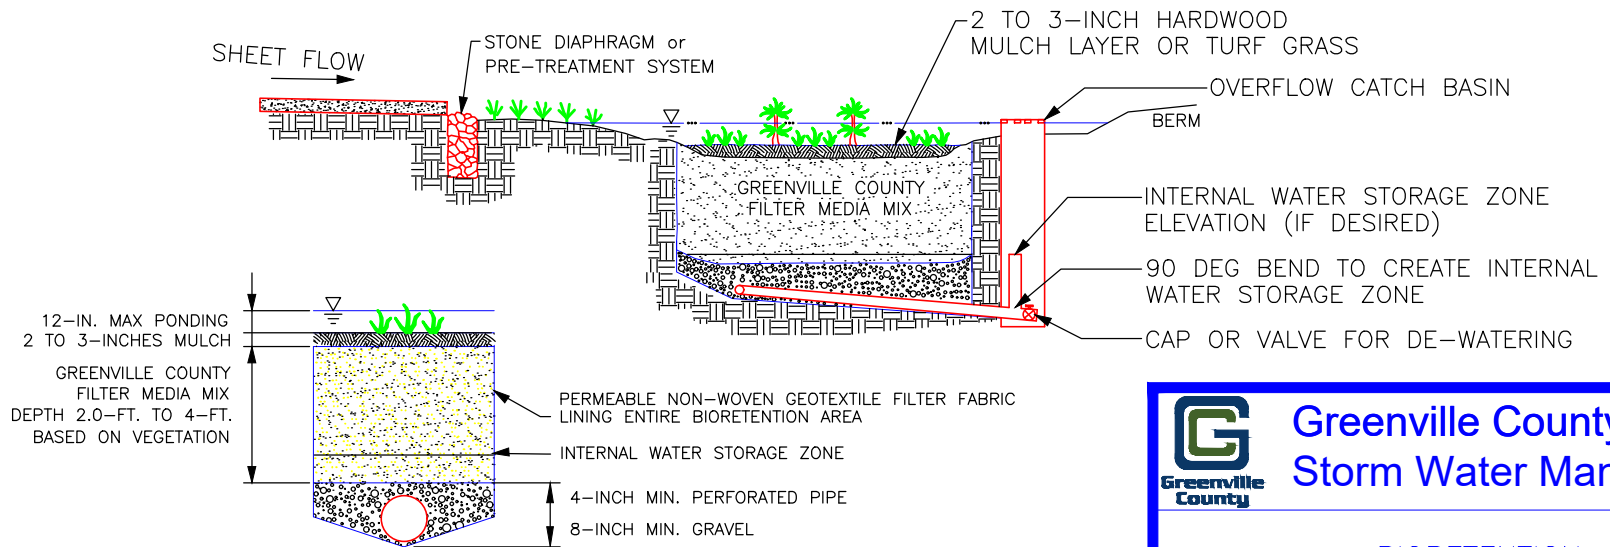 SHEET FLOW
STONE DIAPHRAGM or
PRE-TREATMENT SYSTEM
2 TO 3-INCH HARDWOOD
MULCH LAYER OR TURF GRASS
OVERFLOW CATCH BASIN
BERM
GREENVILLE COUNTY
FILTER MEDIA MIX
INTERNAL WATER STORAGE ZONE
ELEVATION (IF DESIRED)
90 DEG BEND TO CREATE INTERNAL
WATER STORAGE ZONE
CAP OR VALVE FOR DE-WATERING
12-IN. MAX PONDING
2 TO 3-INCHES MULCH
GREENVILLE COUNTY
FILTER MEDIA MIX
DEPTH 2.0-FT. TO 4-FT.
BASED ON VEGETATION
PERMEABLE NON-WOVEN GEOTEXTILE FILTER FABRIC
LINING ENTIRE BIORETENTION AREA
INTERNAL WATER STORAGE ZONE
4-INCH MIN. PERFORATED PIPE
8-INCH MIN. GRAVEL
Greenville
County
Greenville County
Storm Water Man